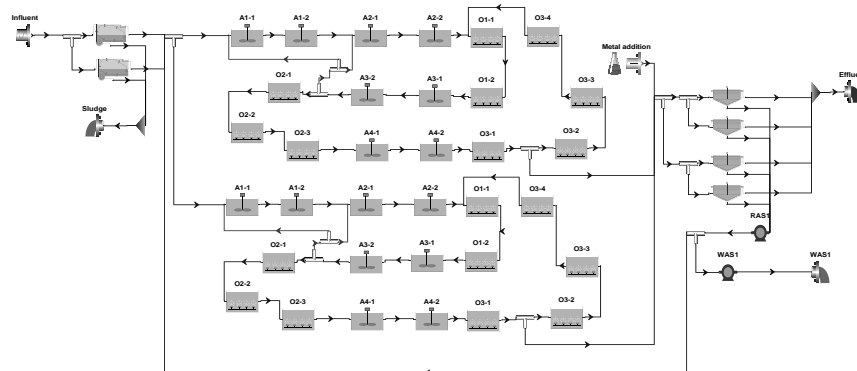 Influent
A1-1
A1-2
A2-1
A2-2
O1-1
O3-4
Metal addition
O2-1
A3-2
A3-1
O1-2
O3-3
Efflue
Sludge
O2-2
O2-3
A4-1
A4-2
O3-1
O3-2
A1-1
A1-2
A2-1
A2-2
O1-1
O3-4
RAS1
O2-1
A3-2
A3-1
O1-2
O3-3
WAS1
WAS1
O2-2
O2-3
A4-1
A4-2
O3-1
O3-2